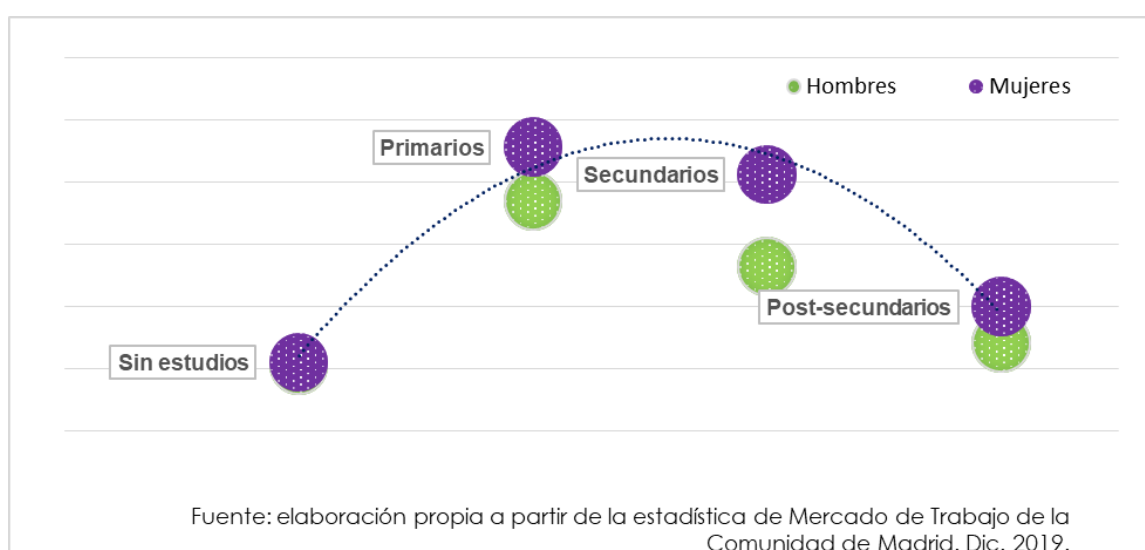 Hombres
Mujeres
Primarios
Secundarios
Post-secundarios
Sin estudios
Fuente: elaboración propia a partir de la estadística de Mercado de Trabajo de la
Comunidad de Madrid. Dic. 2019.